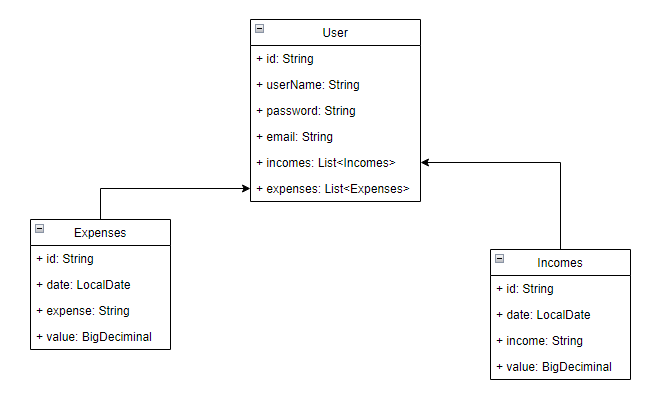 User
+ id: String
+ userName: String
+ password: String
+ email: String
+ incomes: List<Incomes>
+ expenses: List<Expenses>
Expenses
+ id: String
+ date: LocalDate
+ expense: String
+ value: BigDeciminal
Incomes
+ id: String
+ date: LocalDate
+ income: String
+ value: BigDeciminal